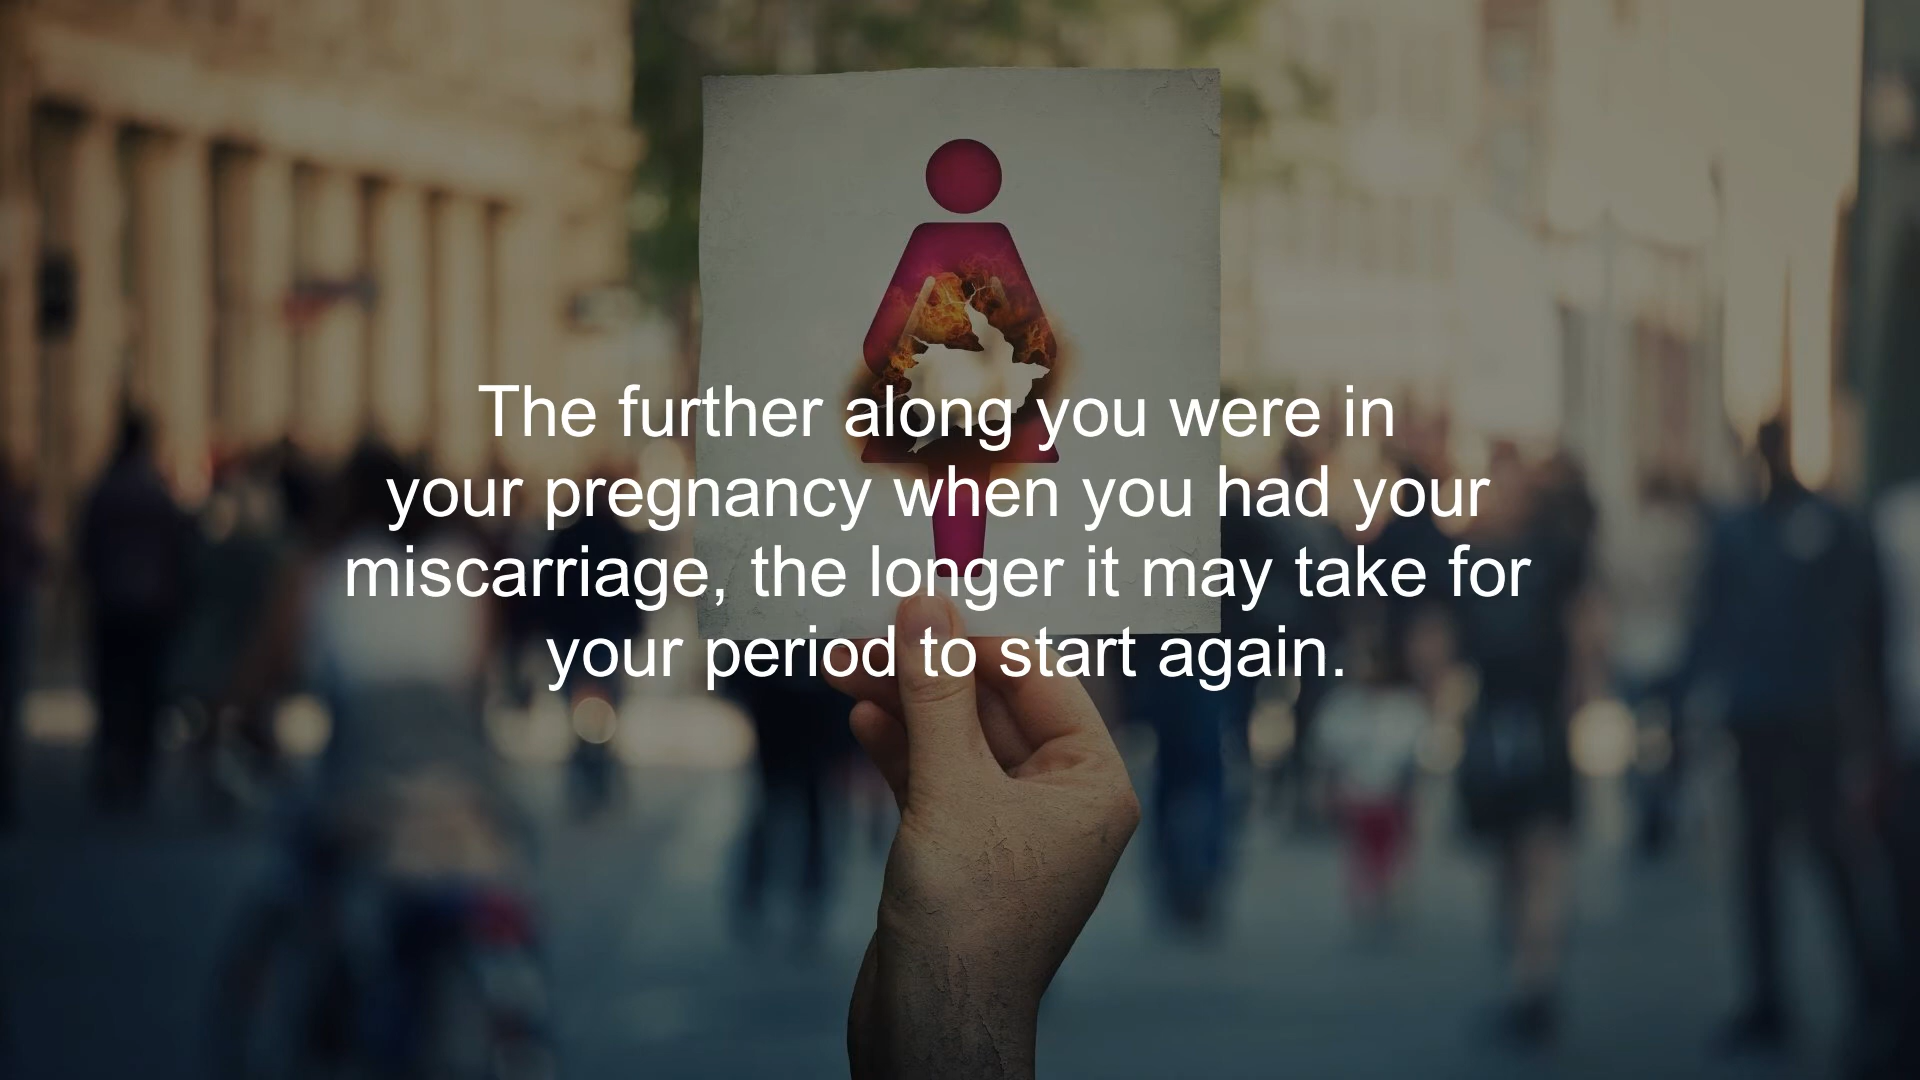 The further along you were in
your pregnancy when you had your
miscarriage, the longer it may take for
your period to start again.